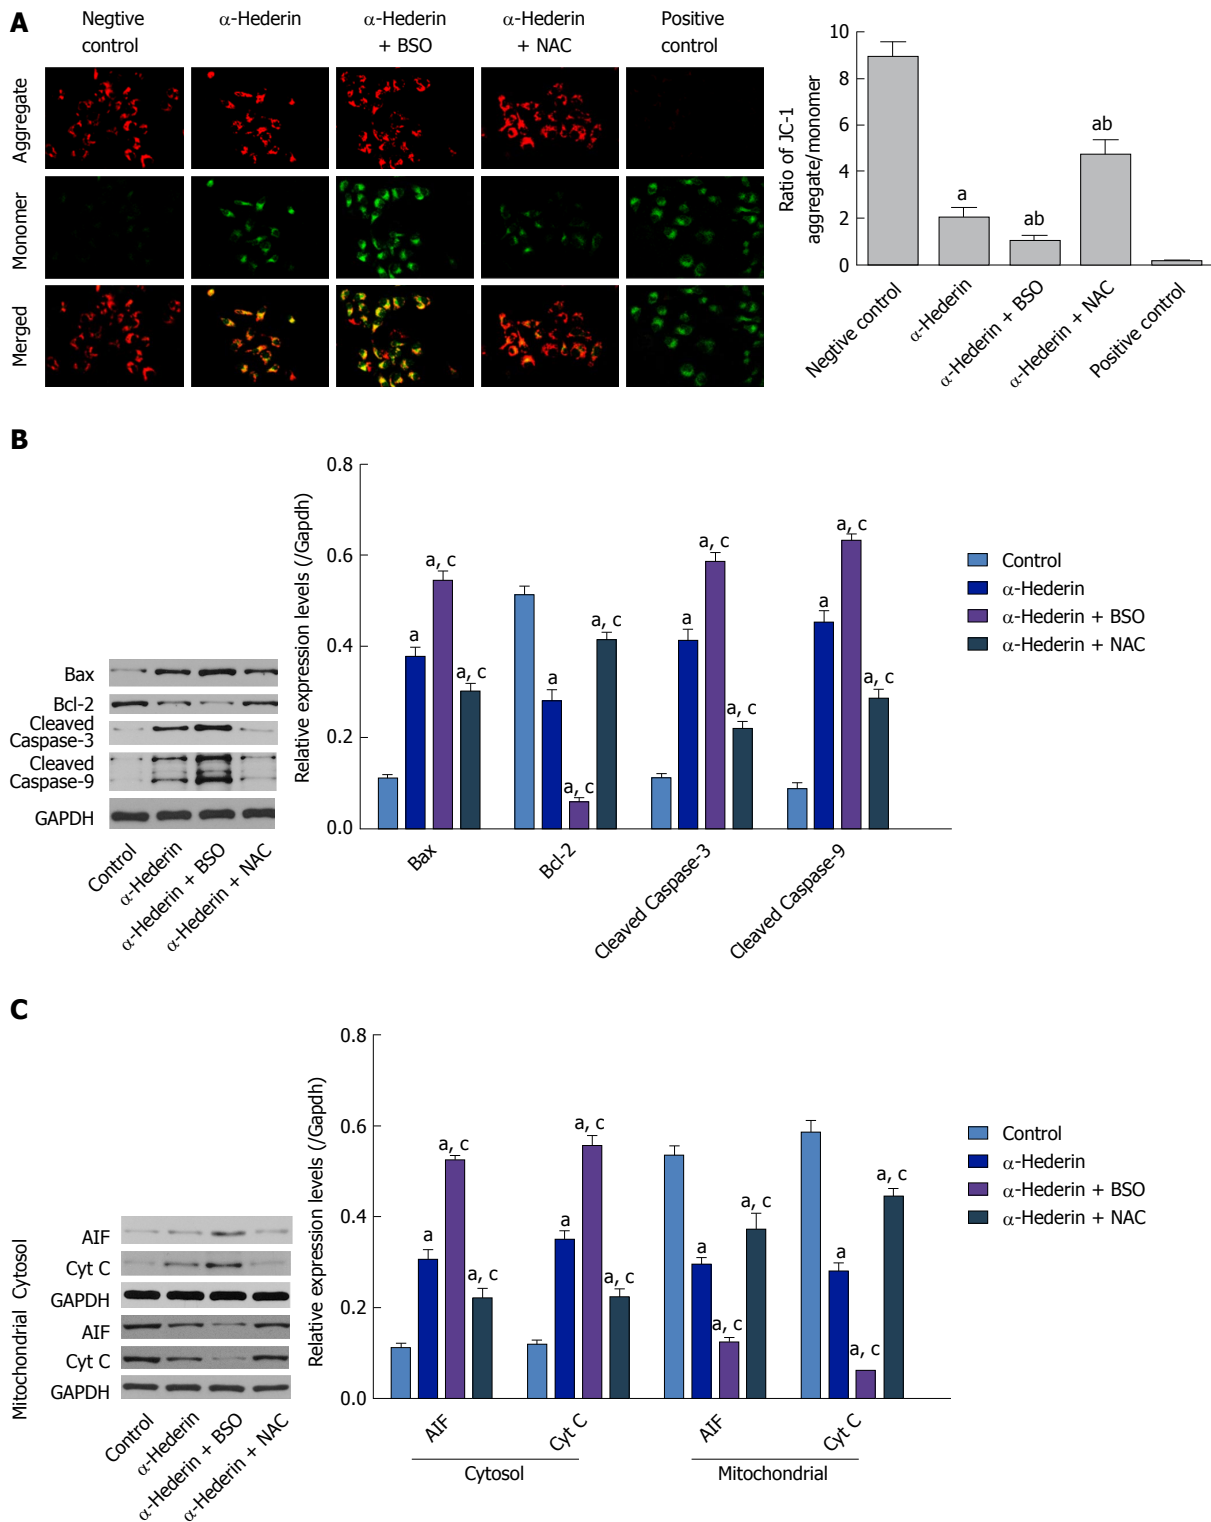 A
Negtive
control
α-Hederin
α-Hederin
+ BSO
α-Hederin
+ NAC
Positive
control
Aggregate
Monomer
Merged
Ratio of JC-1
aggregate/monomer
10
8
6
4
2
0
a
ab
ab
Negtive control
α-Hederin
α-Hederin + BSO
α-Hederin + NAC
Positive control
B
Bax
Bcl-2
Cleaved
Caspase-3
Cleaved
Caspase-9
GAPDH
Control
α-Hederin
α-Hederin + BSO
α-Hederin + NAC
Relative expression levels (/Gapdh)
0.8
0.6
0.4
0.2
0.0
a
a, c
a, c
a
a, c
a, c
a
a, c
a, c
a
a, c
a, c
Bax
Bcl-2
Cleaved Caspase-3
Cleaved Caspase-9
Control
α-Hederin
α-Hederin + BSO
α-Hederin + NAC
C
Cytosol
AIF
Cyt C
GAPDH
Mitochondrial
AIF
Cyt C
GAPDH
Control
α-Hederin
α-Hederin + BSO
α-Hederin + NAC
Relative expression levels (/Gapdh)
0.8
0.6
0.4
0.2
0.0
a
a, c
a, c
a
a, c
a, c
a
a, c
a, c
a
a, c
a, c
AIF
Cyt C
AIF
Cyt C
Cytosol
Mitochondrial
Control
α-Hederin
α-Hederin + BSO
α-Hederin + NAC